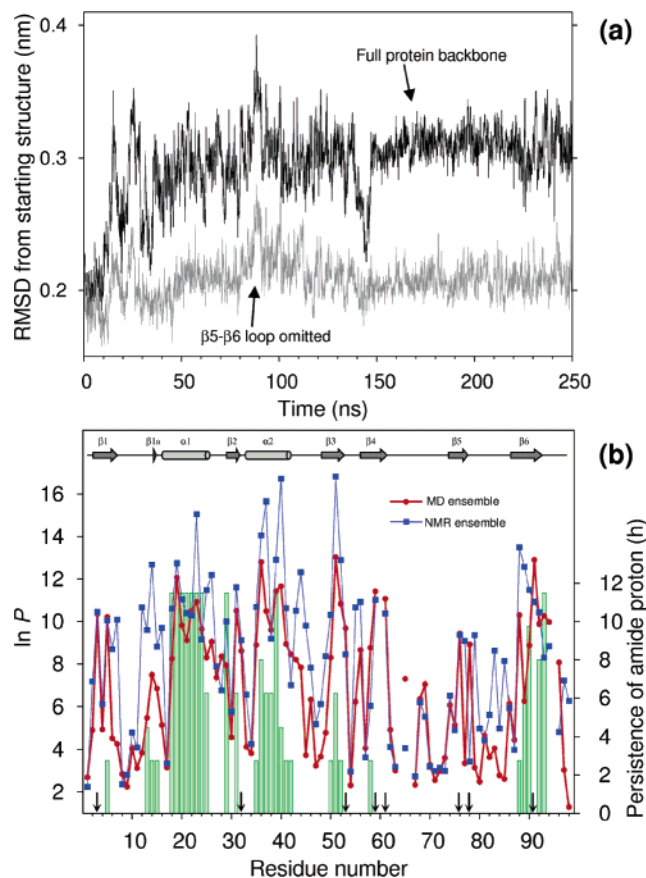 (a)
0.4
0.3
0.2
RMSD from starting structure (nm)
Full protein backbone
β5-β6 loop omitted
0 50 100 150 200 250
Time (ns)
(b)
β1 β1a α1 β2 α2 β3 β4 β5 β6
MD ensemble
NMR ensemble
16
14
12
10
8
6
4
2
ln P
12
10
8
6
4
2
0
Persistence of amide proton (h)
0 10 20 30 40 50 60 70 80 90
Residue number